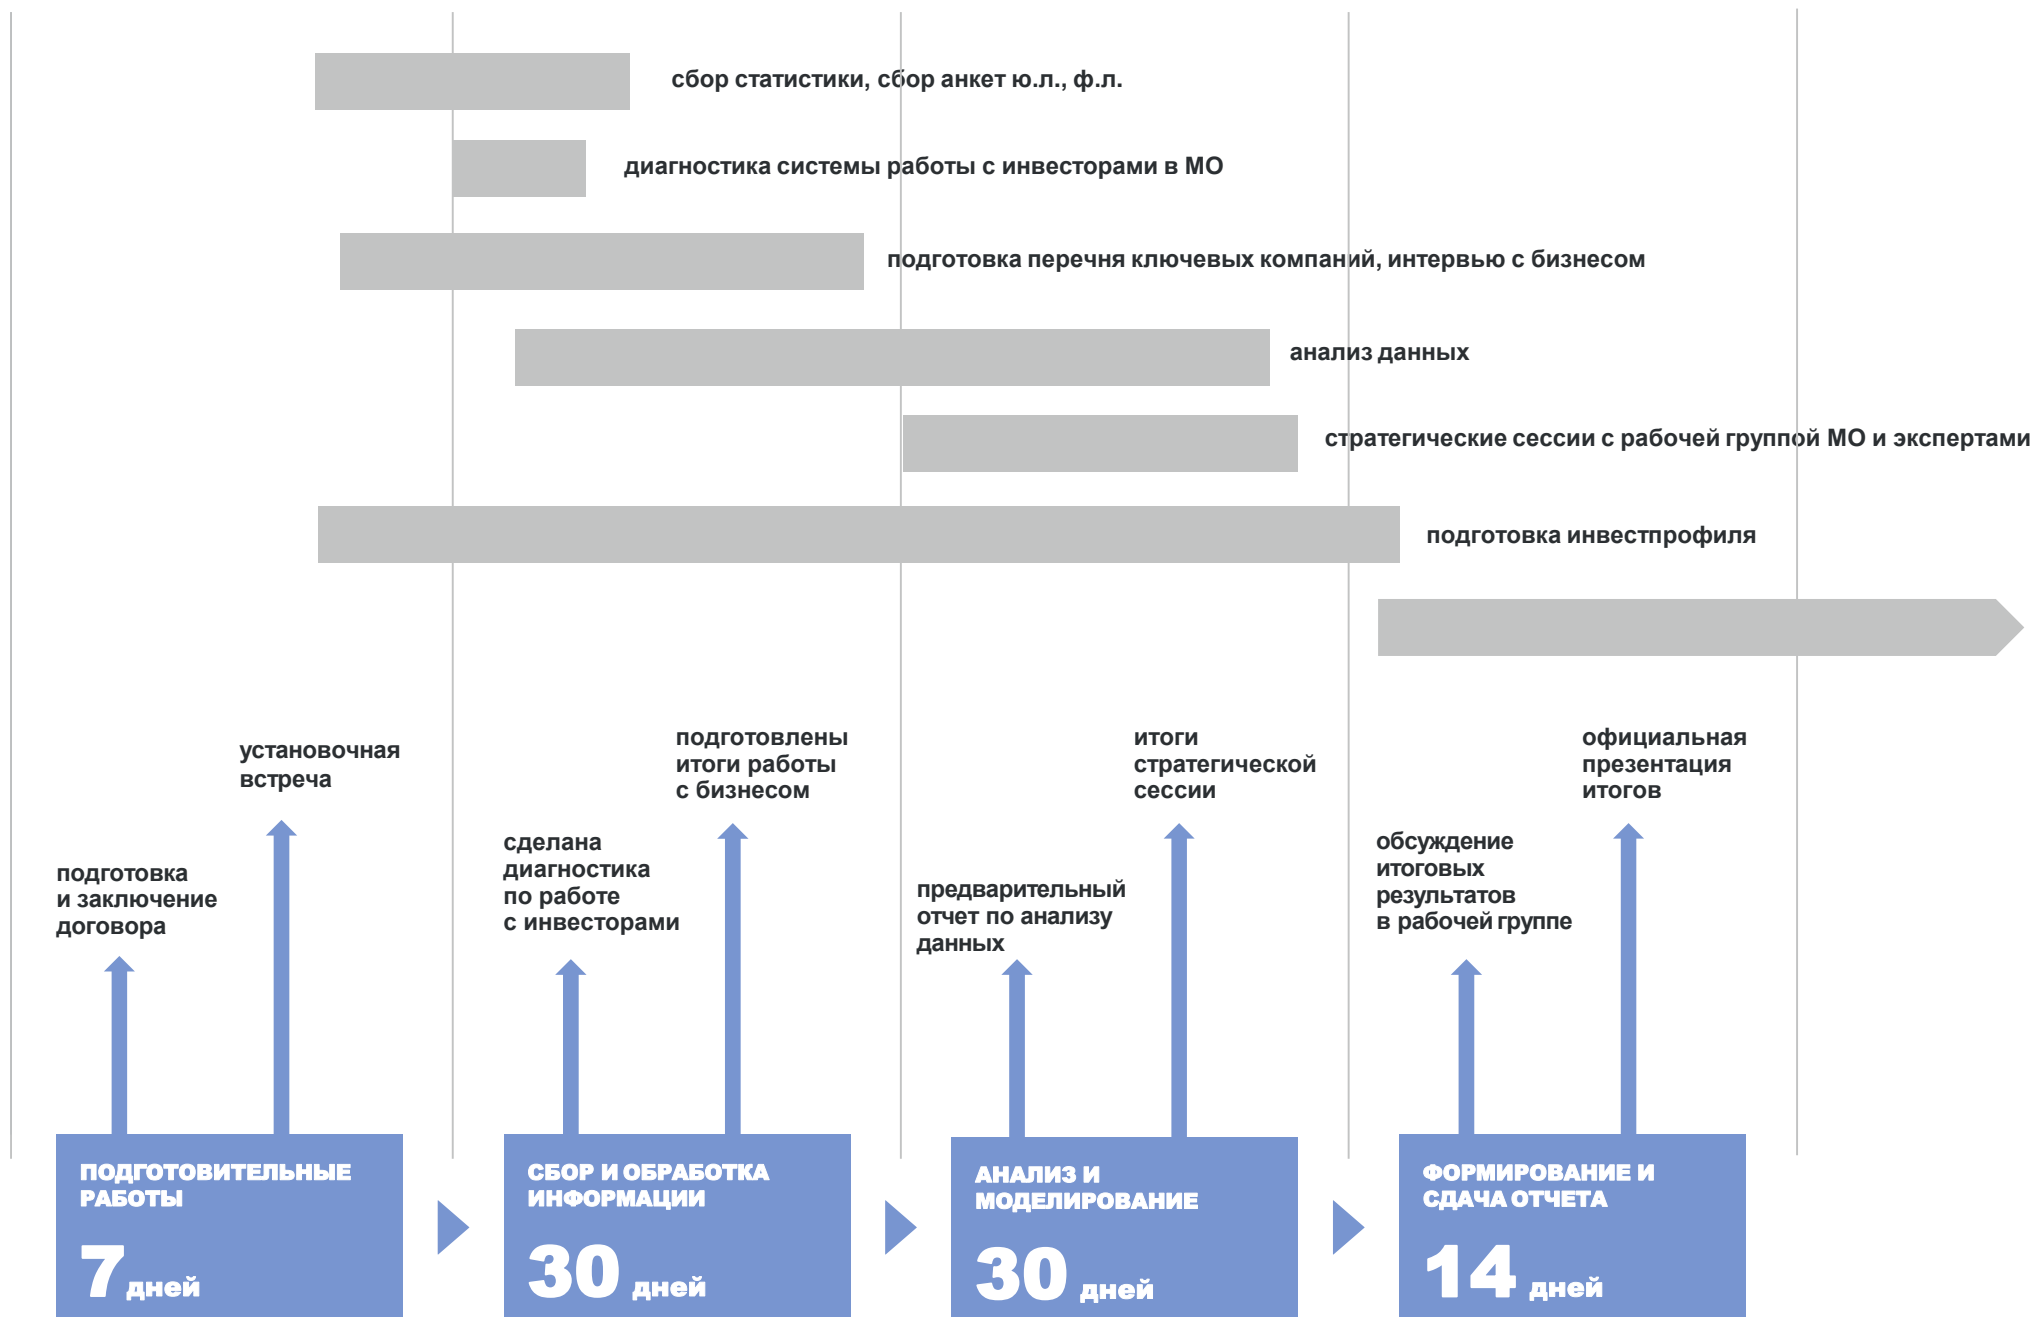 сбор статистики, сбор анкет ю.л., ф.л.
диагностика системы работы с инвесторами в МО
подготовка перечня ключевых компаний, интервью с бизнесом
анализ данных
стратегические сессии с рабочей группой МО и экспертами
подготовка инвестпрофиля
подготовка
и заключение
договора
установочная
встреча
сделана
диагностика
по работе
с инвесторами
подготовлены
итоги работы
с бизнесом
предварительный
отчет по анализу
данных
итоги
стратегической
сессии
обсуждение
итоговых
результатов
в рабочей группе
официальная
презентация
итогов
ПОДГОТОВИТЕЛЬНЫЕ
РАБОТЫ
7 дней
СБОР И ОБРАБОТКА
ИНФОРМАЦИИ
30 дней
АНАЛИЗ И
МОДЕЛИРОВАНИЕ
30 дней
ФОРМИРОВАНИЕ И
СДАЧА ОТЧЕТА
14 дней